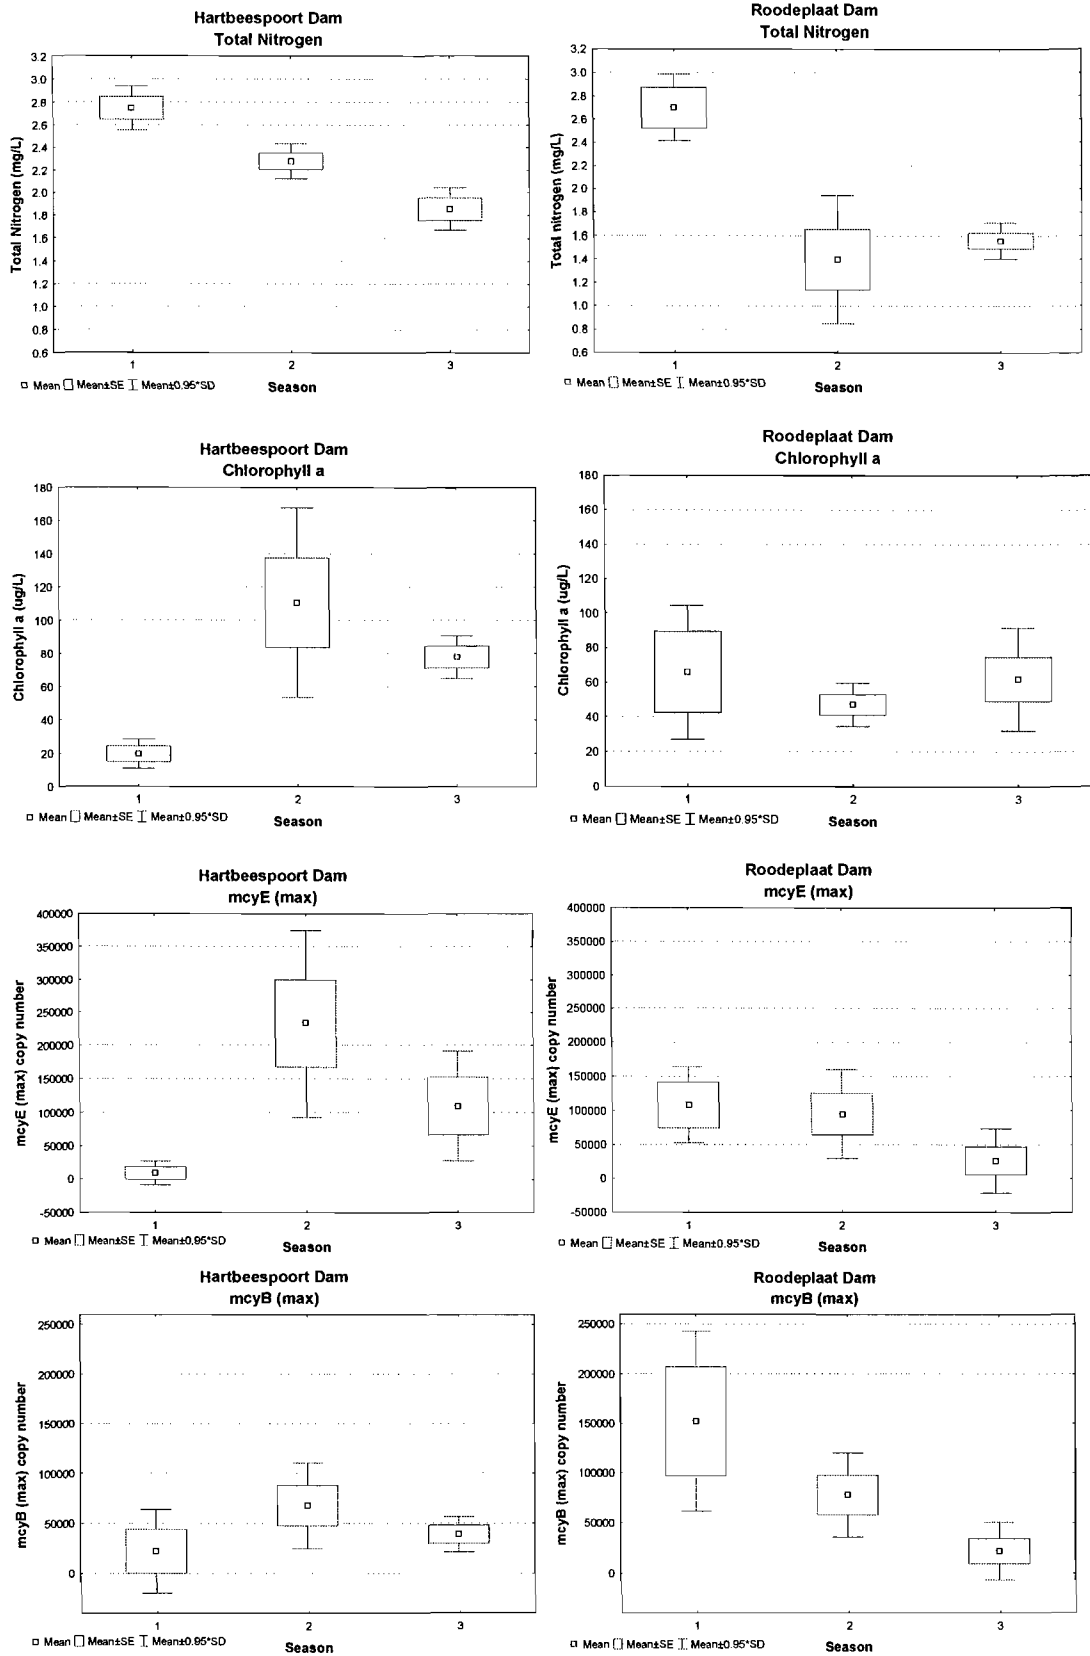 Hartbeespoort Dam
Total Nitrogen
Total Nitrogen (mg/L)
3.2
3.0
2.8
2.6
2.4
2.2
2.0
1.8
1.6
1.4
1.2
1.0
0.8
0.6
1 2 3
Mean Mean±SE Mean±0.95*SD
Season
Roodeplaat Dam
Total Nitrogen
Total nitrogen (mg/L)
3.2
3.0
2.8
2.6
2.4
2.2
2.0
1.8
1.6
1.4
1.2
1.0
0.8
0.6
1 2 3
Mean Mean±SE Mean±0.95*SD
Season
Hartbeespoort Dam
Chlorophyll a
Chlorophyll a (ug/L)
180
160
140
120
100
80
60
40
20
0
1 2 3
Mean Mean±SE Mean±0.95*SD
Season
Roodeplaat Dam
Chlorophyll a
Chlorophyll a (ug/L)
180
160
140
120
100
80
60
40
20
0
1 2 3
Mean Mean±SE Mean±0.95*SD
Season
Hartbeespoort Dam
mcyE (max)
mcyE (max) copy number
400000
350000
300000
250000
200000
150000
100000
50000
0
-50000
1 2 3
Mean Mean±SE Mean±0.95*SD
Season
Roodeplaat Dam
mcyE (max)
mcyE (max) copy number
400000
350000
300000
250000
200000
150000
100000
50000
0
-50000
1 2 3
Mean Mean±SE Mean±0.95*SD
Season
Hartbeespoort Dam
mcyB (max)
mcyB (max) copy number
250000
200000
150000
100000
50000
0
1 2 3
Mean Mean±SE Mean±0.95*SD
Season
Roodeplaat Dam
mcyB (max)
mcyB (max) copy number
250000
200000
150000
100000
50000
0
1 2 3
Mean Mean±SE Mean±0.95*SD
Season